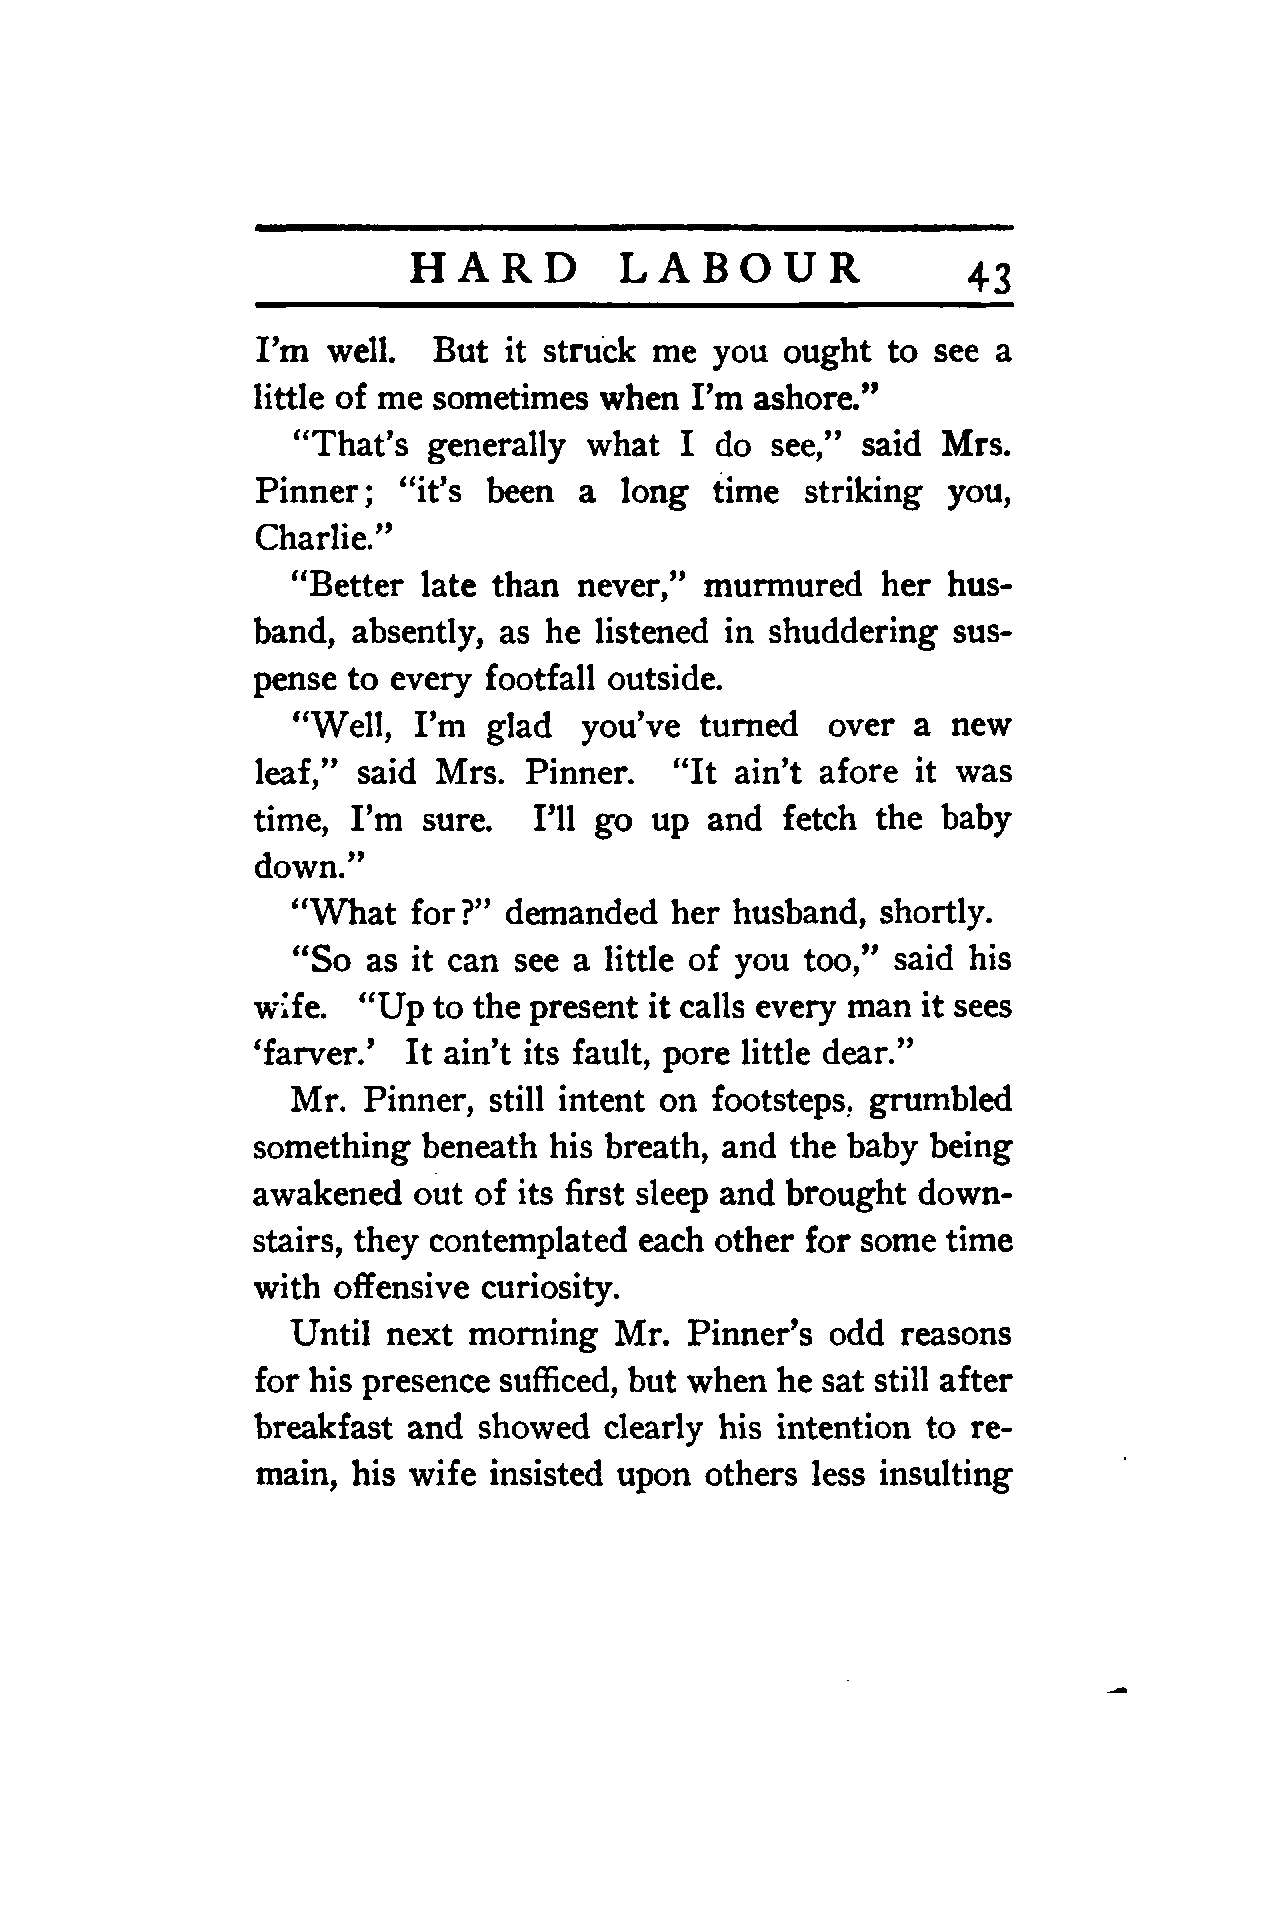 HARD LABOUR 43
I'm well. But it struck me you ought to see a
little of me sometimes when I'm ashore."
"That's generally what I do see," said Mrs.
Pinner; "it's been a long time striking you,
Charlie."
"Better late than never," murmured her hus-
band, absently, as he listened in shuddering sus-
pense to every footfall outside.
"Well, I'm glad you've turned over a new
leaf," said Mrs. Pinner. "It ain't afore it was
time, I'm sure. I'll go up and fetch the baby
down."
"What for?" demanded her husband, shortly.
"So as it can see a little of you too," said his
wife. "Up to the present it calls every man it sees
'farver.' It ain't its fault, pore little dear."
Mr. Pinner, still intent on footsteps, grumbled
something beneath his breath, and the baby being
awakened out of its first sleep and brought down-
stairs, they contemplated each other for some time
with offensive curiosity.
Until next morning Mr. Pinner's odd reasons
for his presence sufficed, but when he sat still after
breakfast and showed clearly his intention to re-
main, his wife insisted upon others less insulting